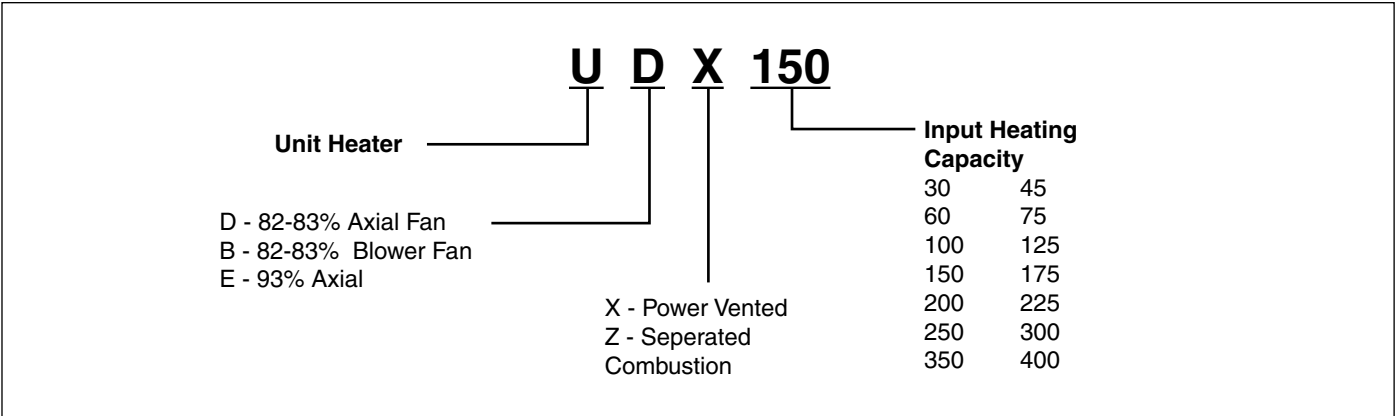 U D X 150
Unit Heater
D - 82-83% Axial Fan
B - 82-83% Blower Fan
E - 93% Axial
X - Power Vented
Z - Seperated
Combustion
Input Heating
Capacity
30 45
60 75
100 125
150 175
200 225
250 300
350 400